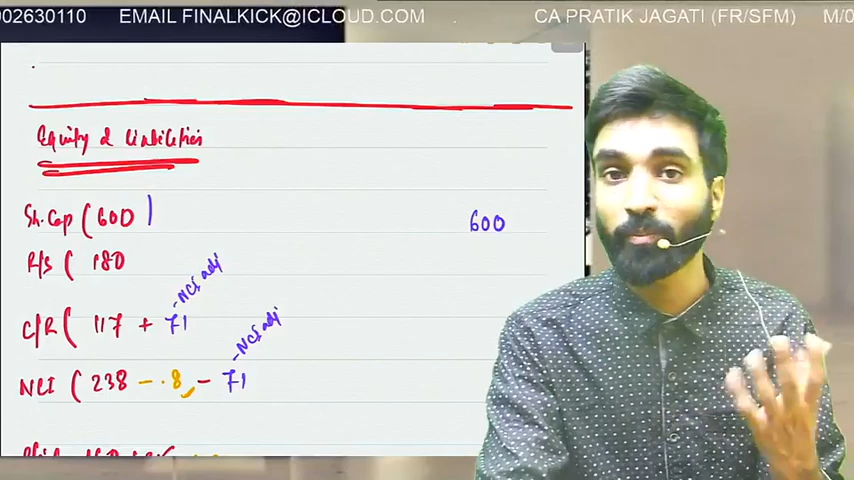 002630110 EMAIL FINALKICK@ICLOUD.COM CA PRATIK JAGATI (FR/SFM) M/0
Equity & Liabilities
Sh. Cap (600) 600
R/S ( 180
- NCI adj
C/R ( 117 + 71
- NCI adj
NCI ( 238 - .8 - 71